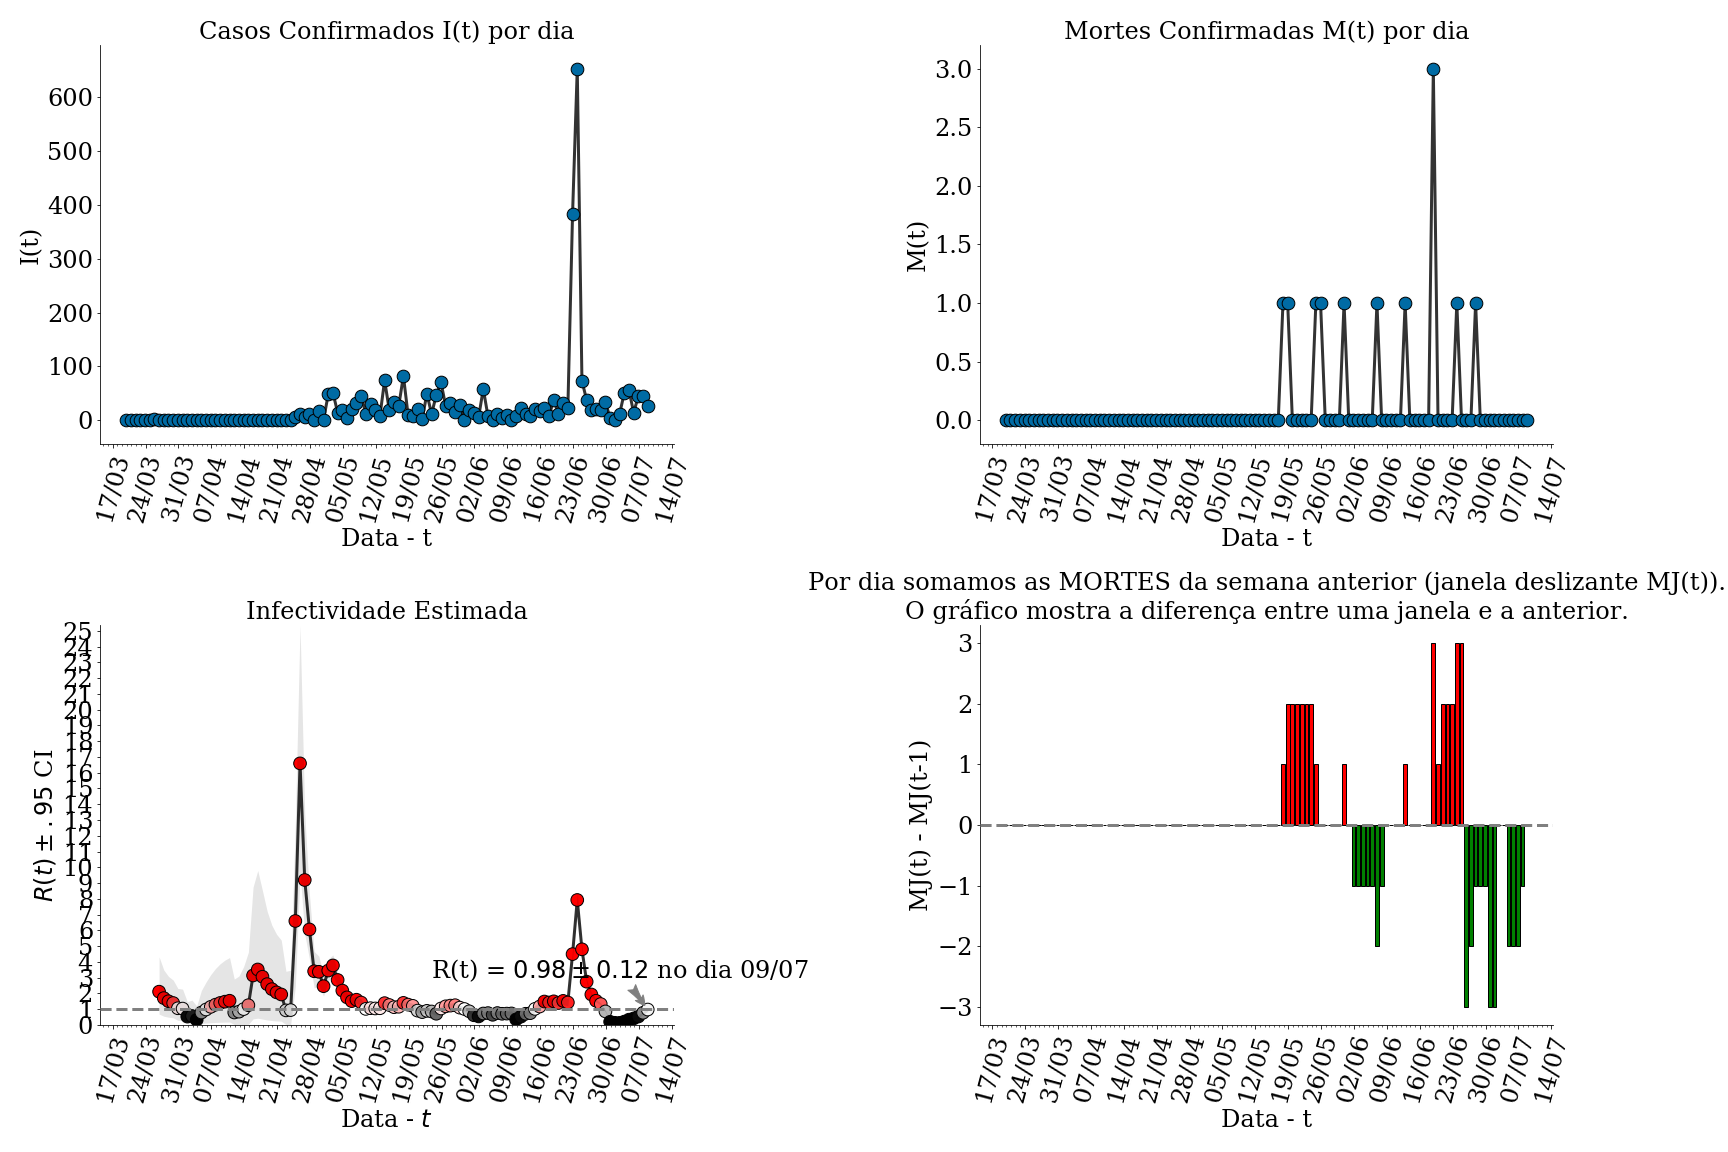 Casos Confirmados I(t) por dia
I(t)
600
500
400
300
200
100
0
17/03 24/03 31/03 07/04 14/04 21/04 28/04 05/05 12/05 19/05 26/05 02/06 09/06 16/06 23/06 30/06 07/07 14/07
Data - t
Mortes Confirmadas M(t) por dia
M(t)
3.0
2.5
2.0
1.5
1.0
0.5
0.0
17/03 24/03 31/03 07/04 14/04 21/04 28/04 05/05 12/05 19/05 26/05 02/06 09/06 16/06 23/06 30/06 07/07 14/07
Data - t
Infectividade Estimada
R(t) ± .95 CI
25
24
23
22
21
20
19
18
17
16
15
14
13
12
11
10
9
8
7
6
5
4
3
2
1
0
R(t) = 0.98 ± 0.12 no dia 09/07
17/03 24/03 31/03 07/04 14/04 21/04 28/04 05/05 12/05 19/05 26/05 02/06 09/06 16/06 23/06 30/06 07/07 14/07
Data - t
Por dia somamos as MORTES da semana anterior (janela deslizante MJ(t)).
O gráfico mostra a diferença entre uma janela e a anterior.
MJ(t) - MJ(t-1)
3
2
1
0
−1
−2
−3
17/03 24/03 31/03 07/04 14/04 21/04 28/04 05/05 12/05 19/05 26/05 02/06 09/06 16/06 23/06 30/06 07/07 14/07
Data - t